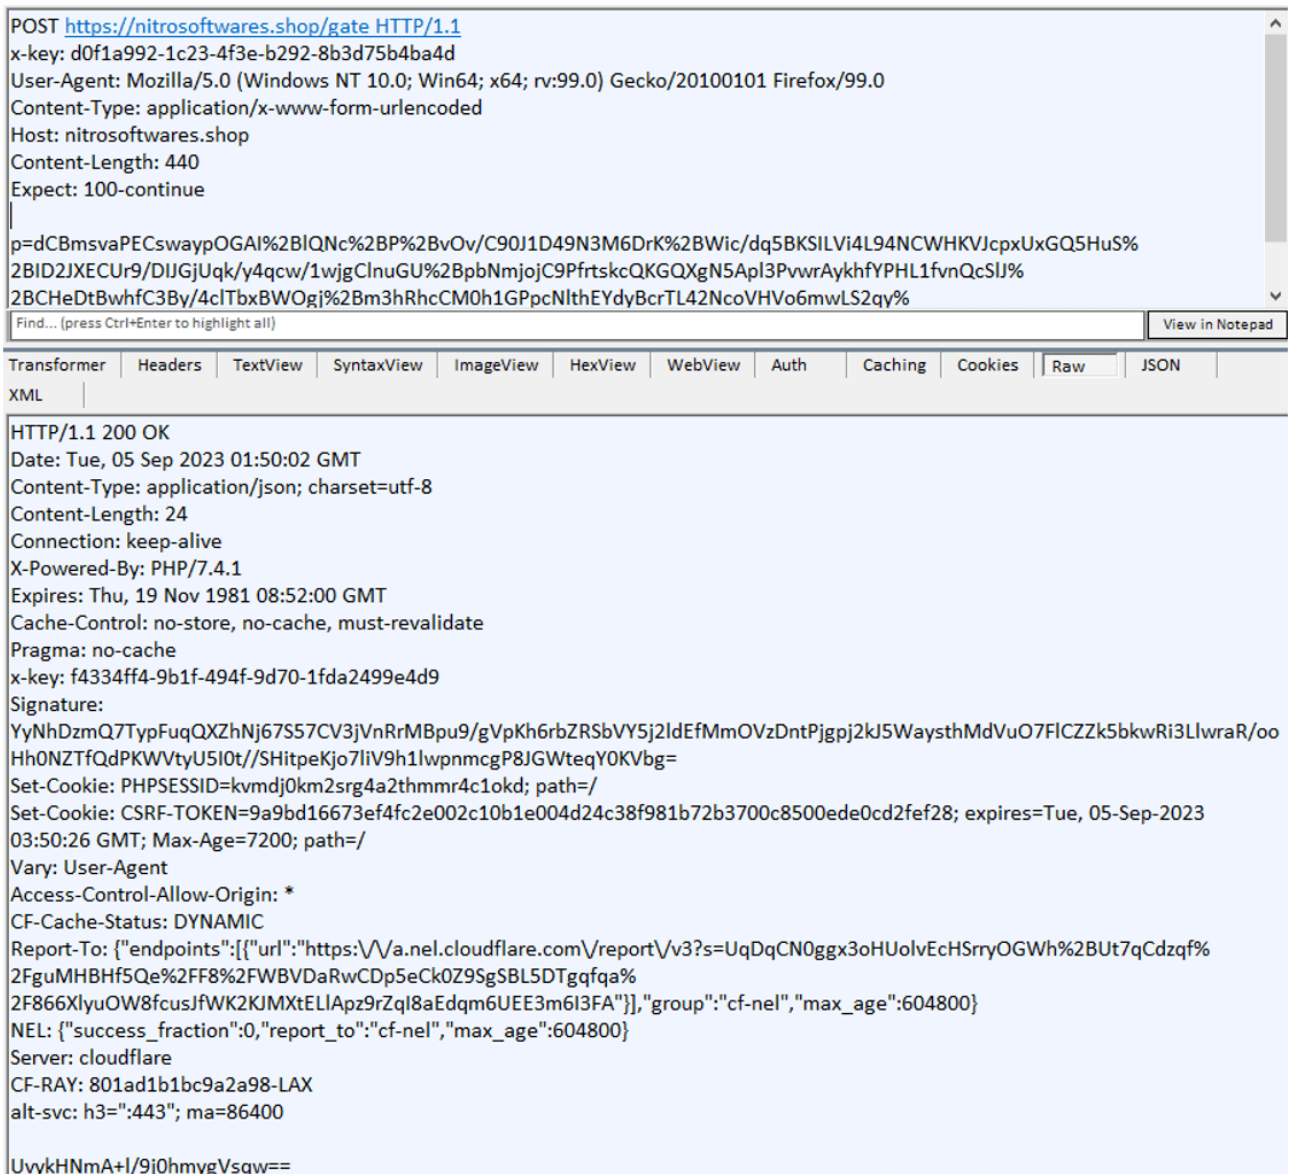 POST https://nitrosoftwares.shop/gate HTTP/1.1
x-key: d0f1a992-1c23-4f3e-b292-8b3d75b4ba4d
User-Agent: Mozilla/5.0 (Windows NT 10.0; Win64; x64; rv:99.0) Gecko/20100101 Firefox/99.0
Content-Type: application/x-www-form-urlencoded
Host: nitrosoftwares.shop
Content-Length: 440
Expect: 100-continue
p=dCBmsvaPECswaypOGAI%2BlQNc%2BP%2BvOv/C90J1D49N3M6DrK%2BWic/dq5BKSILVi4L94NCWHKVJcpxUxGQ5HuS%
2BID2JXECUr9/DIJGjUqk/y4qcw/1wjgClnuGU%2BpbNmjojC9PfrtskcQKGQXgN5Apl3PvwrAykhfYPHL1fvnQcSlJ%
2BCHeDtBwhfC3By/4clTbxBWOgj%2Bm3hRhcCM0h1GPpcNlthEYdyBcrTL42NcoVHVo6mwLS2qy%
Find... (press Ctrl+Enter to highlight all)
View in Notepad
Transformer Headers TextView SyntaxView ImageView HexView WebView Auth Caching Cookies Raw JSON
XML
HTTP/1.1 200 OK
Date: Tue, 05 Sep 2023 01:50:02 GMT
Content-Type: application/json; charset=utf-8
Content-Length: 24
Connection: keep-alive
X-Powered-By: PHP/7.4.1
Expires: Thu, 19 Nov 1981 08:52:00 GMT
Cache-Control: no-store, no-cache, must-revalidate
Pragma: no-cache
x-key: f4334ff4-9b1f-494f-9d70-1fda2499e4d9
Signature:
YyNhDzmQ7TypFuqQXZhNj67S57CV3jVnRrMBpu9/gVpKh6rbZRSbVY5j2ldEfMmOVzDntPjgpj2kJ5WaysthMdVuO7FlCZZk5bkwRi3LlwraR/oo
Hh0NZTfQdPKWVtyU5I0t//SHitpeKjo7liV9h1lwpnmcgP8JGWteqY0KVbg=
Set-Cookie: PHPSESSID=kvmdj0km2srg4a2thmmr4c1okd; path=/
Set-Cookie: CSRF-TOKEN=9a9bd16673ef4fc2e002c10b1e004d24c38f981b72b3700c8500ede0cd2fef28; expires=Tue, 05-Sep-2023
03:50:26 GMT; Max-Age=7200; path=/
Vary: User-Agent
Access-Control-Allow-Origin: *
CF-Cache-Status: DYNAMIC
Report-To: {"endpoints":[{"url":"https:\/\/a.nel.cloudflare.com\/report\/v3?s=UqDqCN0ggx3oHUolvEcHSrryOGWh%2BUt7qCdzqf%
2FguMHBHf5Qe%2FF8%2FWBVDaRwCDp5eCk0Z9SgSBL5DTgqfqa%
2F866XlyuOW8fcusJfWK2KJMXtELlApz9rZqI8aEdqm6UEE3m6I3FA"}],"group":"cf-nel","max_age":604800}
NEL: {"success_fraction":0,"report_to":"cf-nel","max_age":604800}
Server: cloudflare
CF-RAY: 801ad1b1bc9a2a98-LAX
alt-svc: h3=":443"; ma=86400
UvykHNmA+l/9j0hmygVsqw==